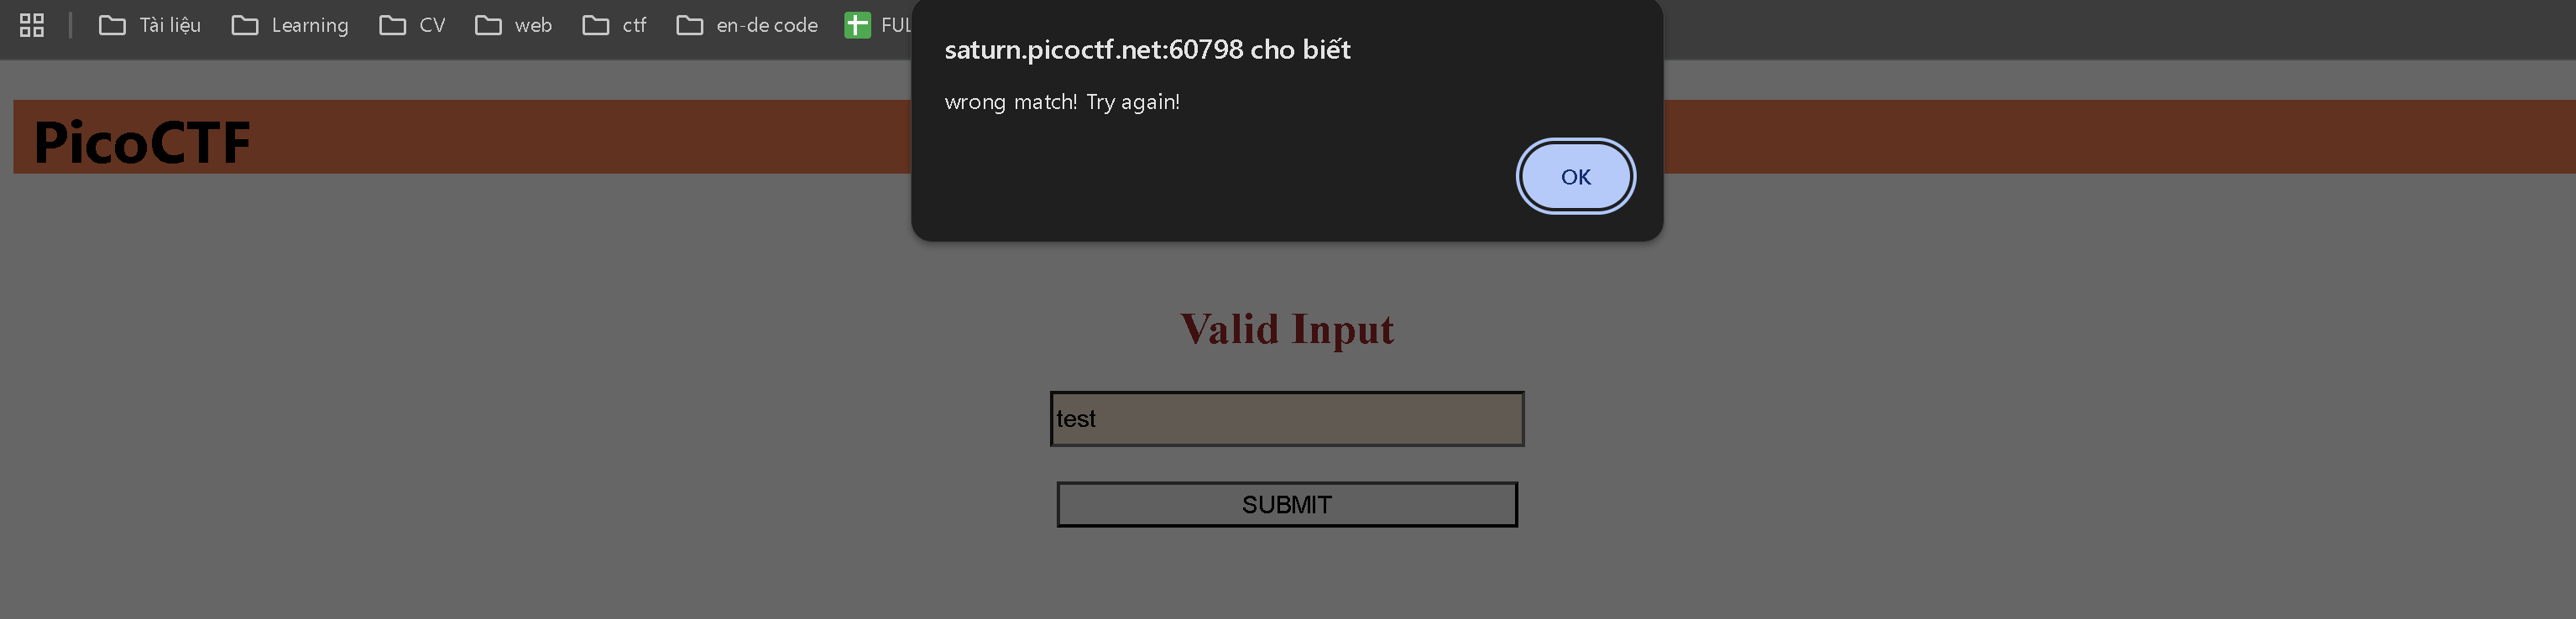 Tài liệu Learning CV web ctf en-de code FUL
saturn.picoctf.net:60798 cho biết
wrong match! Try again!
OK
PicoCTF
Valid Input
test
SUBMIT